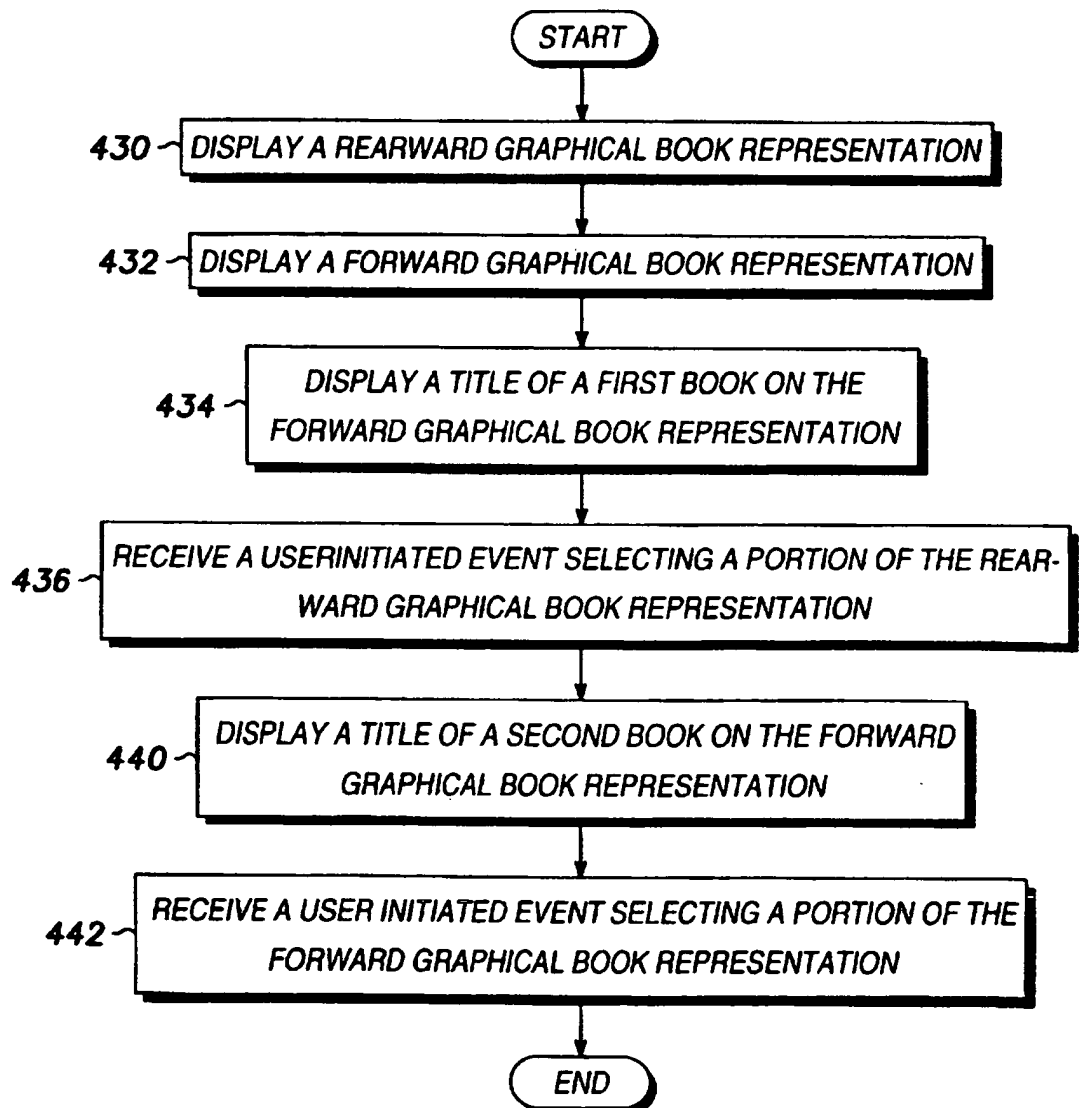 START
430 DISPLAY A REARWARD GRAPHICAL BOOK REPRESENTATION
432 DISPLAY A FORWARD GRAPHICAL BOOK REPRESENTATION
434 DISPLAY A TITLE OF A FIRST BOOK ON THE
FORWARD GRAPHICAL BOOK REPRESENTATION
436 RECEIVE A USERINITIATED EVENT SELECTING A PORTION OF THE REAR-
WARD GRAPHICAL BOOK REPRESENTATION
440 DISPLAY A TITLE OF A SECOND BOOK ON THE FORWARD
GRAPHICAL BOOK REPRESENTATION
442 RECEIVE A USER INITIATED EVENT SELECTING A PORTION OF THE
FORWARD GRAPHICAL BOOK REPRESENTATION
END